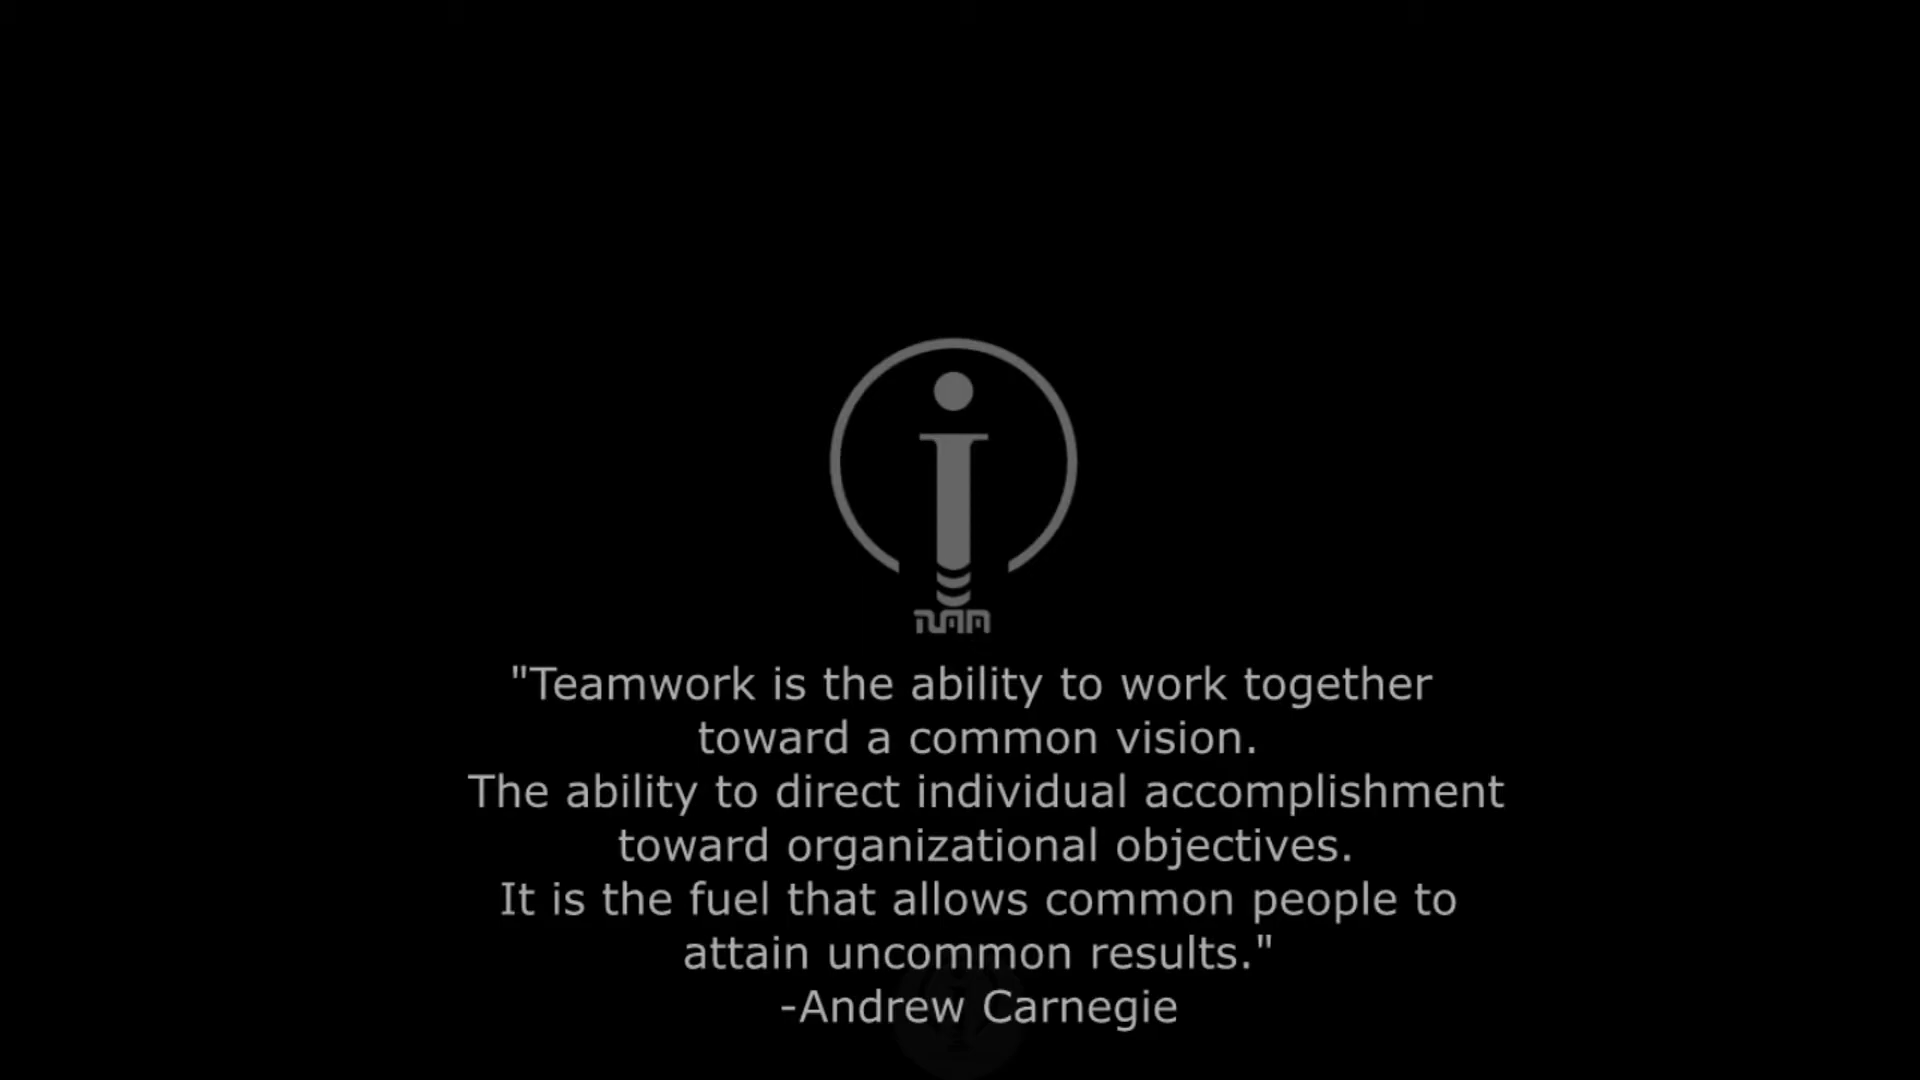 "Teamwork is the ability to work together
toward a common vision.
The ability to direct individual accomplishment
toward organizational objectives.
It is the fuel that allows common people to
attain uncommon results."
-Andrew Carnegie